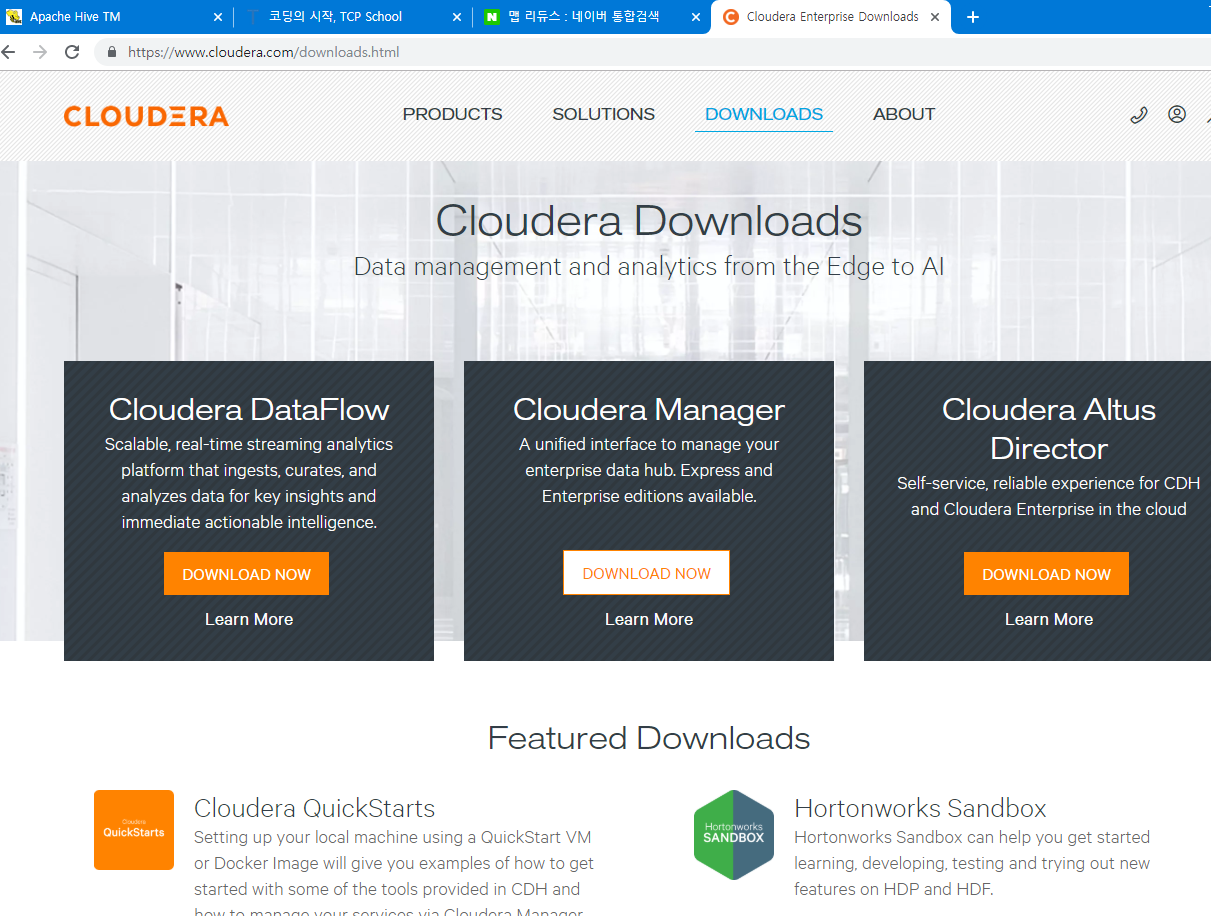 Apache Hive TM
코딩의 시작, TCP School
맵 리듀스 : 네이버 통합검색
Cloudera Enterprise Downloads
https://www.cloudera.com/downloads.html
CLOUDERA
PRODUCTS
SOLUTIONS
DOWNLOADS
ABOUT
Cloudera Downloads
Data management and analytics from the Edge to AI
Cloudera DataFlow
Scalable, real-time streaming analytics
platform that ingests, curates, and
analyzes data for key insights and
immediate actionable intelligence.
DOWNLOAD NOW
Learn More
Cloudera Manager
A unified interface to manage your
enterprise data hub. Express and
Enterprise editions available.
DOWNLOAD NOW
Learn More
Cloudera Altus
Director
Self-service, reliable experience for CDH
and Cloudera Enterprise in the cloud
DOWNLOAD NOW
Learn More
Featured Downloads
Cloudera
QuickStarts
Cloudera QuickStarts
Setting up your local machine using a QuickStart VM
or Docker Image will give you examples of how to get
started with some of the tools provided in CDH and
how to manage your services via Cloudera Manager.
Hortonworks
SANDBOX
Hortonworks Sandbox
Hortonworks Sandbox can help you get started
learning, developing, testing and trying out new
features on HDP and HDF.